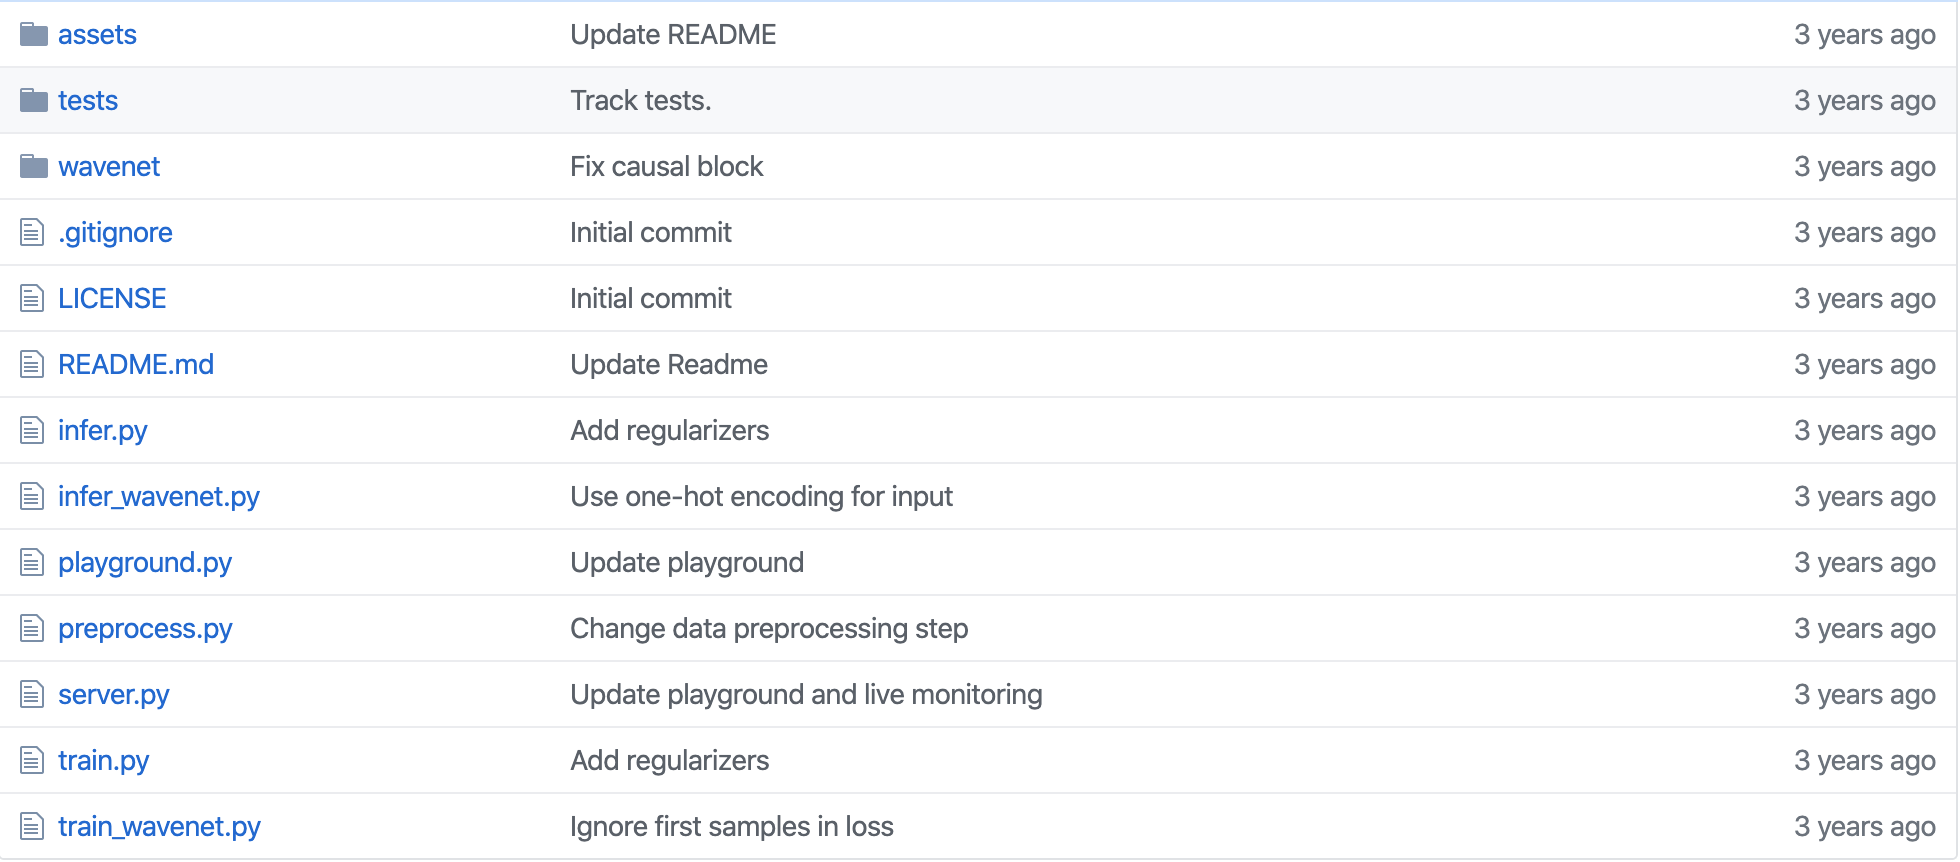 assets Update README 3 years ago
tests Track tests. 3 years ago
wavenet Fix causal block 3 years ago
.gitignore Initial commit 3 years ago
LICENSE Initial commit 3 years ago
README.md Update Readme 3 years ago
infer.py Add regularizers 3 years ago
infer_wavenet.py Use one-hot encoding for input 3 years ago
playground.py Update playground 3 years ago
preprocess.py Change data preprocessing step 3 years ago
server.py Update playground and live monitoring 3 years ago
train.py Add regularizers 3 years ago
train_wavenet.py Ignore first samples in loss 3 years ago